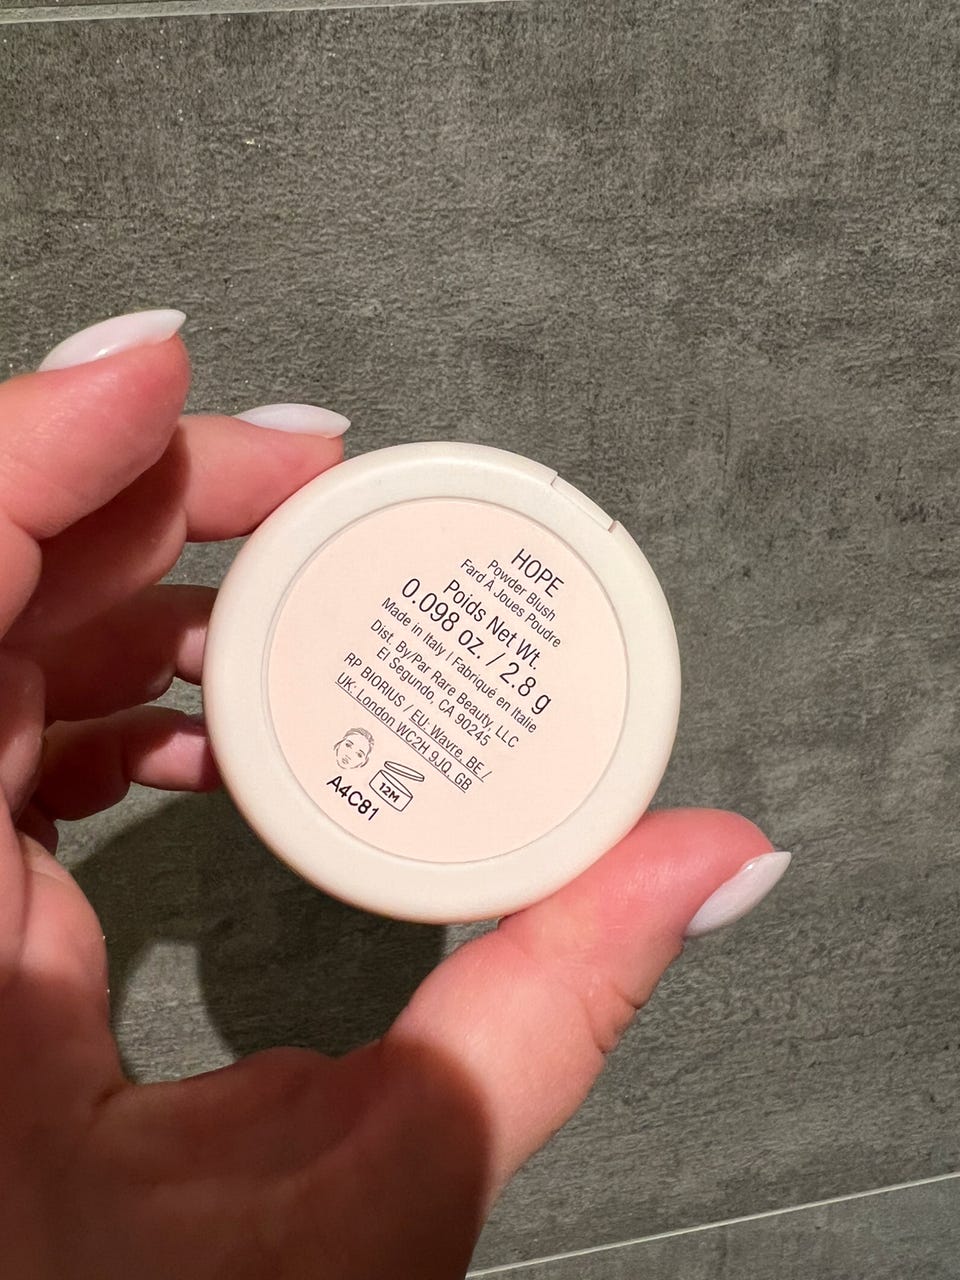 HOPE
Powder Blush
Fard À Joues Poudre
Poids Net Wt.
0.098 oz. / 2.8 g
Made in Italy | Fabriqué en Italie
Dist. By/Par Rare Beauty, LLC
El Segundo, CA 90245
RP BIORIUS / EU: Wavre, BE /
UK: London WC2H 9JQ, GB
12M
A4C81